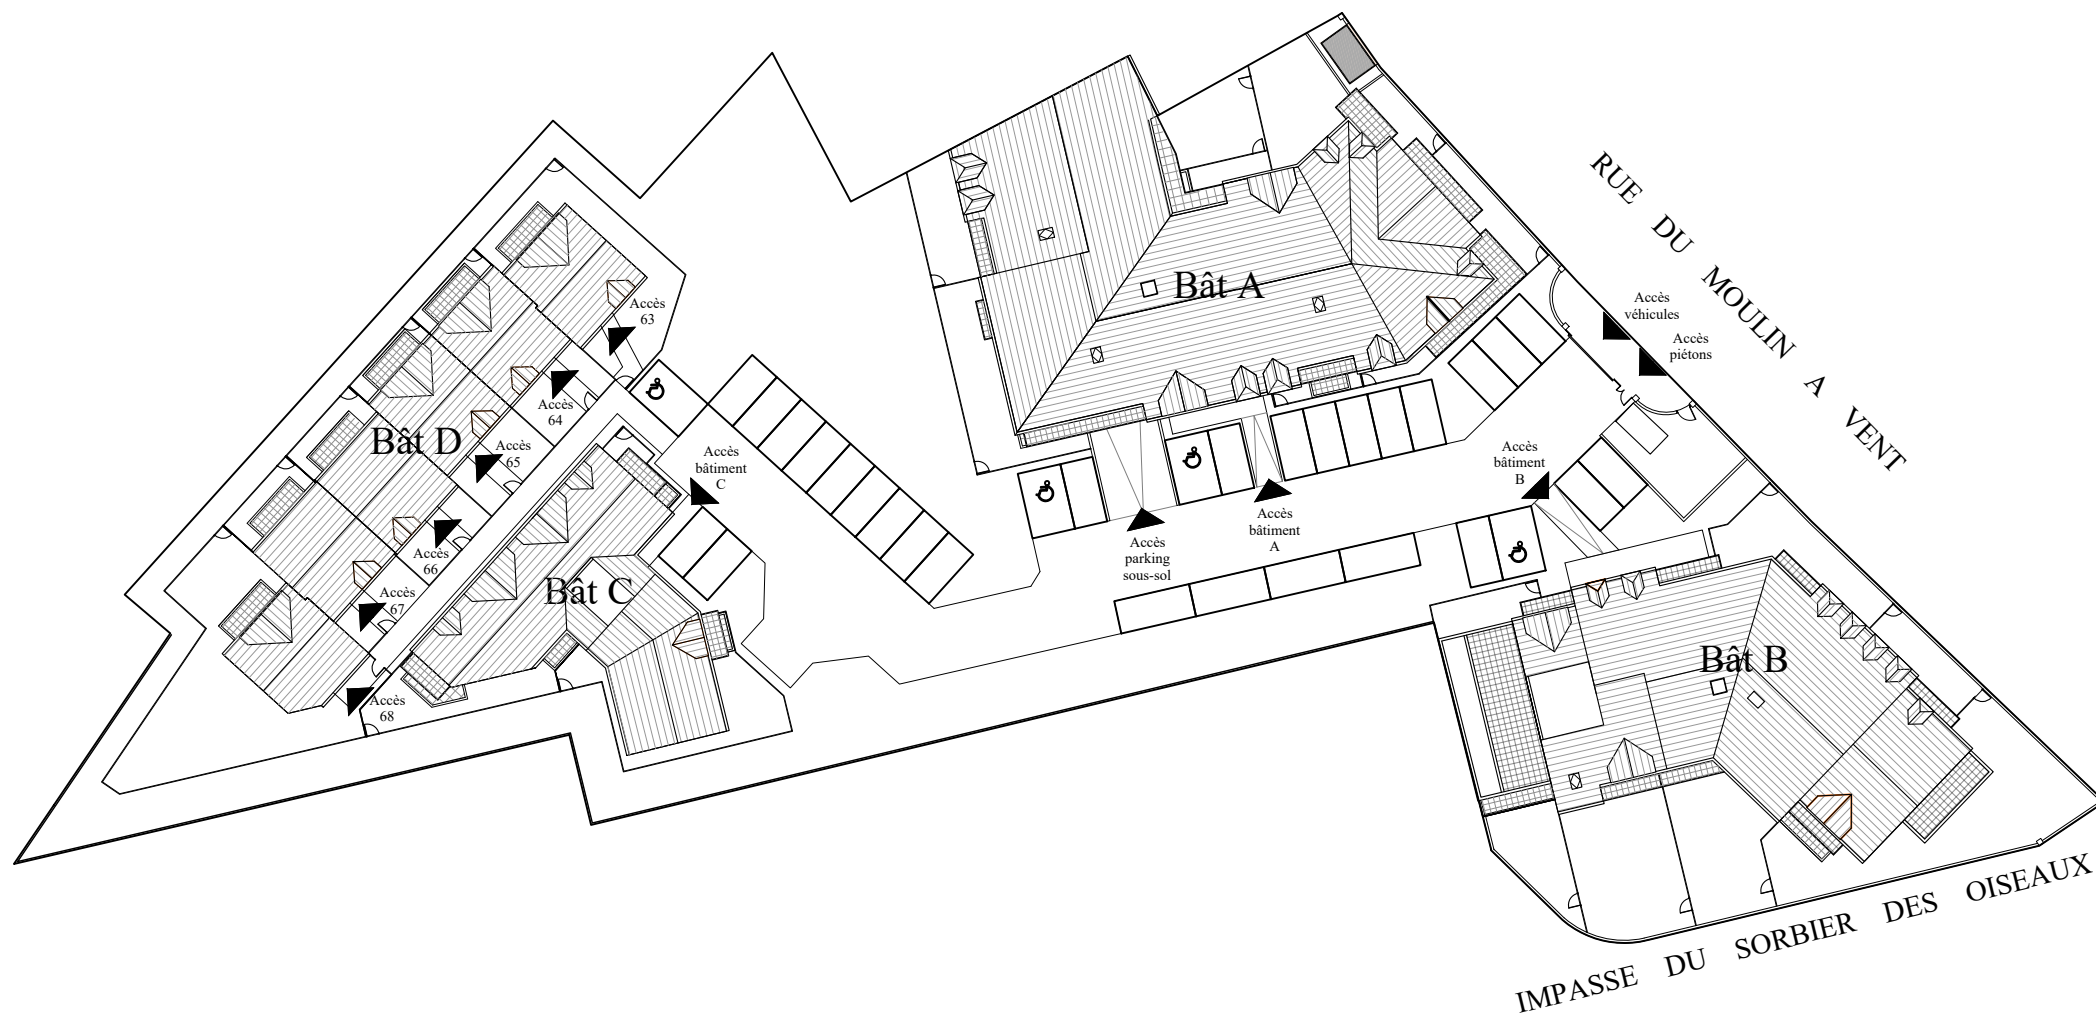 RUE DU MOULIN A VENT
Bât A
Accès
véhicules
Accès
piétons
Accès
63
Accès
64
Bât D
Accès
65
Accès
bâtiment
C
Accès
bâtiment
B
Accès
bâtiment
A
Accès
parking
sous-sol
Accès
66
Bât C
Accès
67
Accès
68
Bât B
IMPASSE DU SORBIER DES OISEAUX